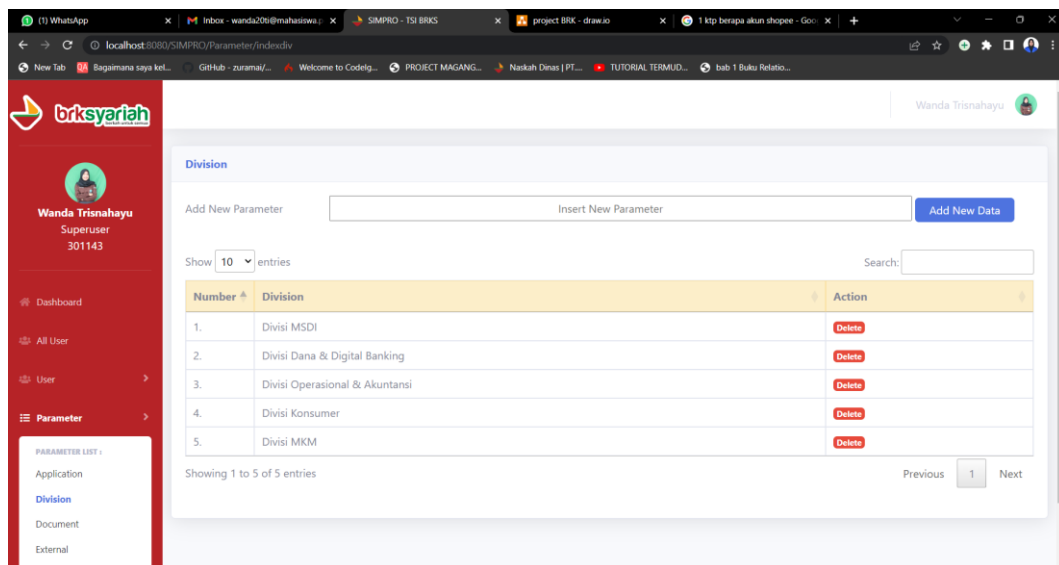 (1) WhatsApp
Inbox - wanda20ti@mahasiswa.p
SIMPRO - TSI BRKS
project BRK - draw.io
1 ktp berapa akun shopee - Goo
localhost:8080/SIMPRO/Parameter/indexdiv
New Tab
Bagaimana saya kel...
GitHub - zuramai/...
Welcome to CodeIg...
PROJECT MAGANG...
Naskah Dinas | PT....
TUTORIAL TERMUD...
bab 1 Buku Relatio...
brksyariah
Wanda Trisnahayu
Wanda Trisnahayu
Superuser
301143
Dashboard
All User
User
Parameter
PARAMETER LIST :
Application
Division
Document
External
Division
Add New Parameter
Insert New Parameter
Add New Data
Show 10 entries
Search:
Number Division Action
1. Divisi MSDI Delete
2. Divisi Dana & Digital Banking Delete
3. Divisi Operasional & Akuntansi Delete
4. Divisi Konsumer Delete
5. Divisi MKM Delete
Showing 1 to 5 of 5 entries
Previous 1 Next